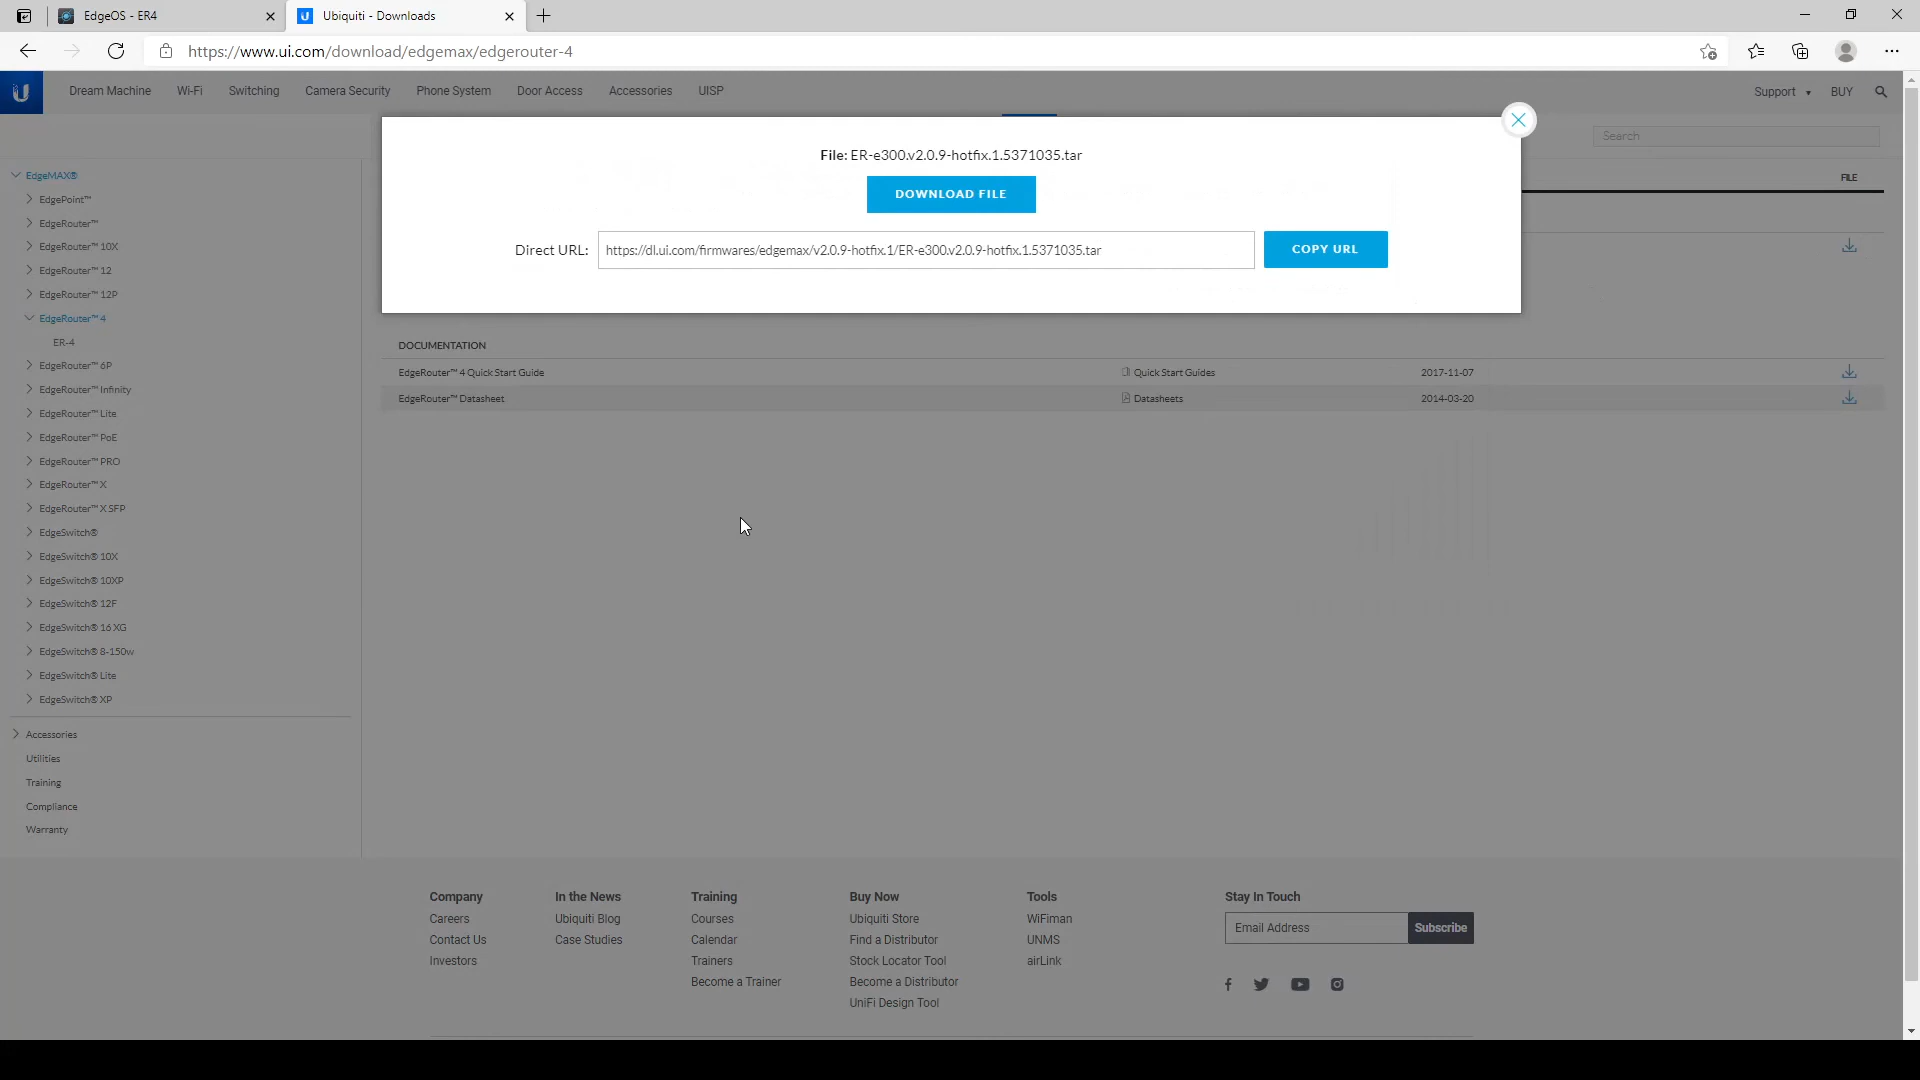 EdgeOS - ER4
Ubiquiti - Downloads
https://www.ui.com/download/edgemax/edgerouter-4
Dream Machine Wi-Fi Switching Camera Security Phone System Door Access Accessories UISP
Support BUY
Search
FILE
File: ER-e300.v2.0.9-hotfix.1.5371035.tar
DOWNLOAD FILE
Direct URL: https://dl.ui.com/firmwares/edgemax/v2.0.9-hotfix.1/ER-e300.v2.0.9-hotfix.1.5371035.tar COPY URL
EdgeMAX®
EdgePoint™
EdgeRouter™
EdgeRouter™ 10X
EdgeRouter™ 12
EdgeRouter™ 12P
EdgeRouter™ 4
ER-4
EdgeRouter™ 6P
EdgeRouter™ Infinity
EdgeRouter™ Lite
EdgeRouter™ PoE
EdgeRouter™ PRO
EdgeRouter™ X
EdgeRouter™ X SFP
EdgeSwitch®
EdgeSwitch® 10X
EdgeSwitch® 10XP
EdgeSwitch® 12F
EdgeSwitch® 16 XG
EdgeSwitch® 8-150w
EdgeSwitch® Lite
EdgeSwitch® XP
Accessories
Utilities
Training
Compliance
Warranty
DOCUMENTATION
EdgeRouter™ 4 Quick Start Guide Quick Start Guides 2017-11-07
EdgeRouter™ Datasheet Datasheets 2014-03-20
Company
Careers
Contact Us
Investors
In the News
Ubiquiti Blog
Case Studies
Training
Courses
Calendar
Trainers
Become a Trainer
Buy Now
Ubiquiti Store
Find a Distributor
Stock Locator Tool
Become a Distributor
UniFi Design Tool
Tools
WiFiman
UNMS
airLink
Stay In Touch
Email Address Subscribe